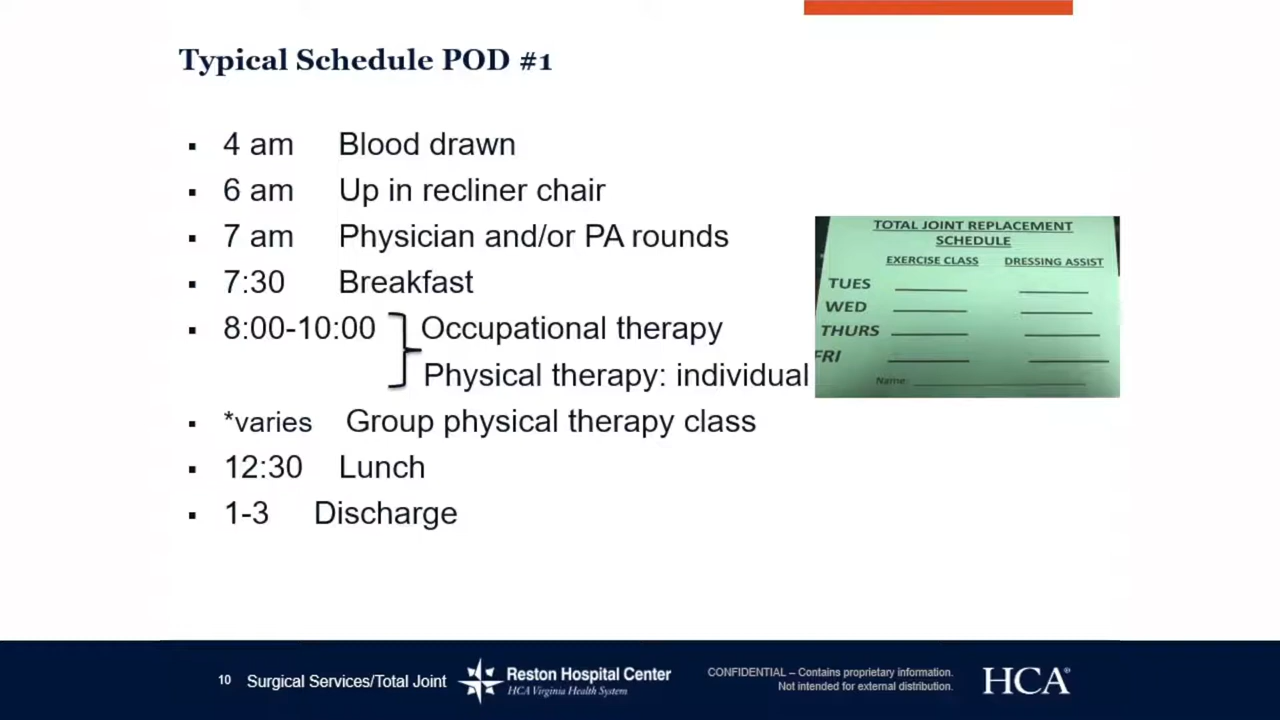 Typical Schedule POD #1
▪ 4 am Blood drawn
▪ 6 am Up in recliner chair
▪ 7 am Physician and/or PA rounds
▪ 7:30 Breakfast
▪ 8:00-10:00 Occupational therapy
Physical therapy: individual
▪ *varies Group physical therapy class
▪ 12:30 Lunch
▪ 1-3 Discharge
TOTAL JOINT REPLACEMENT
SCHEDULE
EXERCISE CLASS DRESSING ASSIST
TUES
WED
THURS
FRI
Name:
10 Surgical Services/Total Joint
Reston Hospital Center
HCA Virginia Health System
CONFIDENTIAL – Contains proprietary information.
Not intended for external distribution.
HCA®